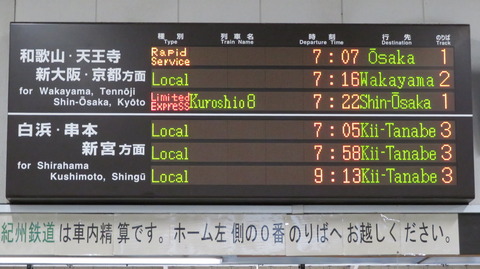 種別 列車名 時刻 行先 のりば
Type Train Name Departure Time Destination Track
和歌山・天王寺
新大阪・京都方面
for Wakayama, Tennōji
Shin-Ōsaka, Kyōto
Rapid Service 7:07 Ōsaka 1
Local 7:16 Wakayama 2
Limited Express Kuroshio8 7:22 Shin-Ōsaka 1
白浜・串本
新宮方面
for Shirahama
Kushimoto, Shingū
Local 7:05 Kii-Tanabe 3
Local 7:58 Kii-Tanabe 3
Local 9:13 Kii-Tanabe 3
紀州鉄道は車内精算です。ホーム左側の0番のりばへお越しください。